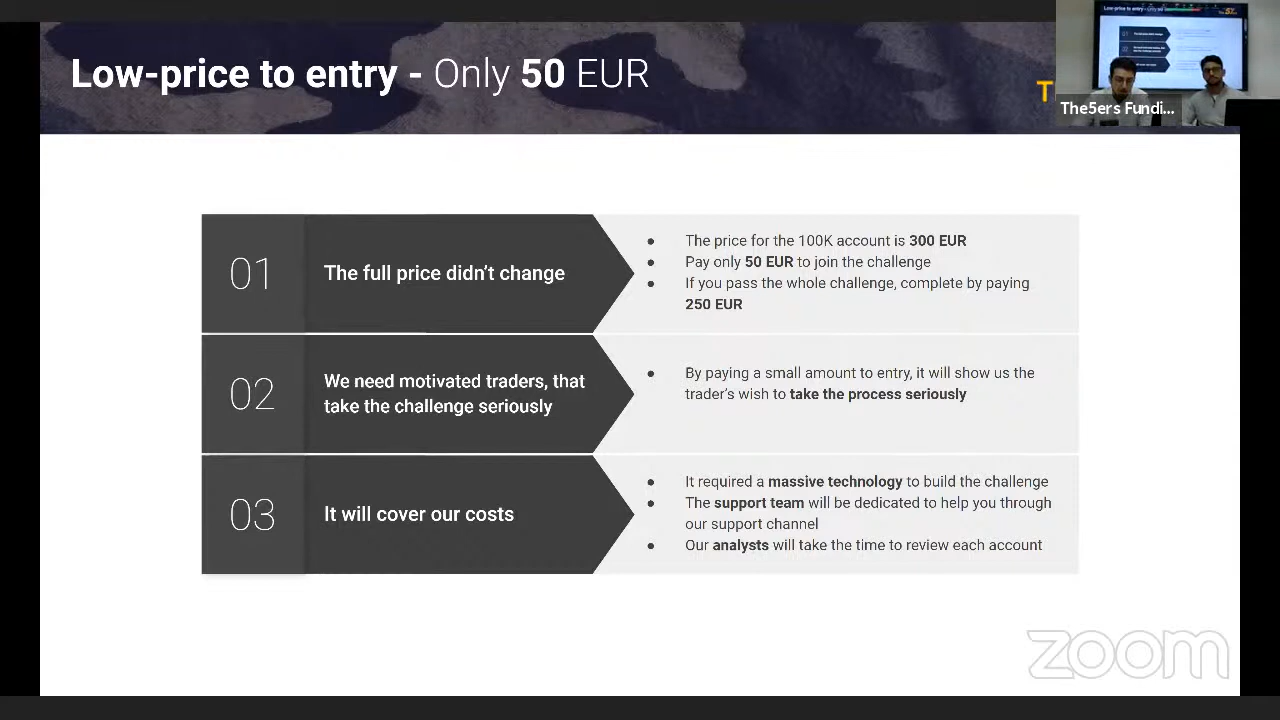 Low-price to entry - Only 50 EUR
T
The5ers Fundi...
01
The full price didn't change
● The price for the 100K account is 300 EUR
● Pay only 50 EUR to join the challenge
● If you pass the whole challenge, complete by paying
250 EUR
02
We need motivated traders, that
take the challenge seriously
● By paying a small amount to entry, it will show us the
trader's wish to take the process seriously
03
It will cover our costs
● It required a massive technology to build the challenge
● The support team will be dedicated to help you through
our support channel
● Our analysts will take the time to review each account
zoom